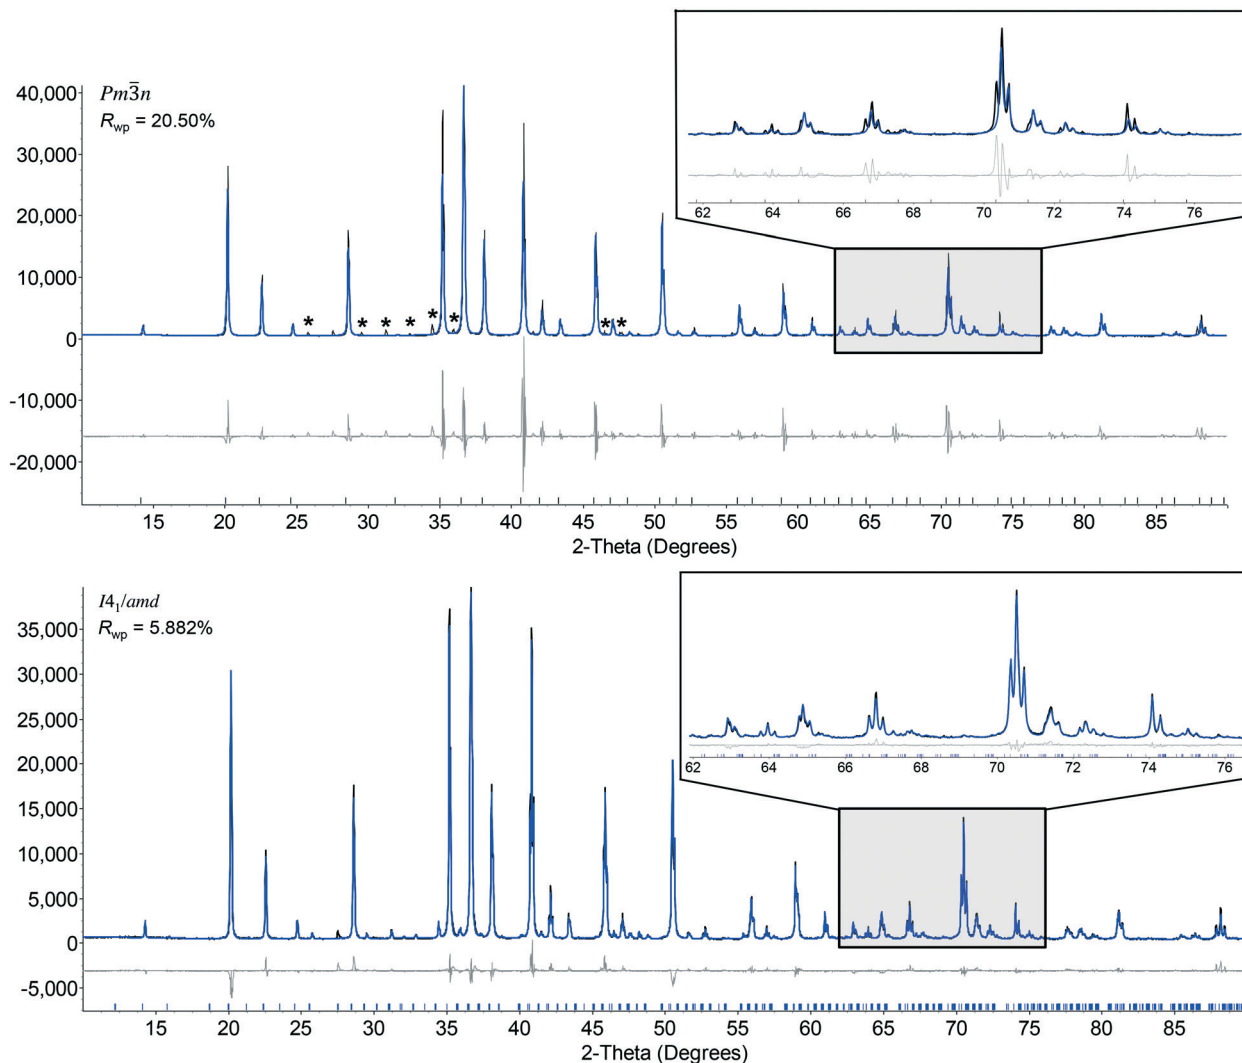 Pm3̅n
Rwp = 20.50%
40,000
30,000
20,000
10,000
0
-10,000
-20,000
* * * * * * * *
62 64 66 68 70 72 74 76
15 20 25 30 35 40 45 50 55 60 65 70 75 80 85
2-Theta (Degrees)
I41/amd
Rwp = 5.882%
35,000
30,000
25,000
20,000
15,000
10,000
5,000
0
-5,000
62 64 66 68 70 72 74 76
15 20 25 30 35 40 45 50 55 60 65 70 75 80 85
2-Theta (Degrees)